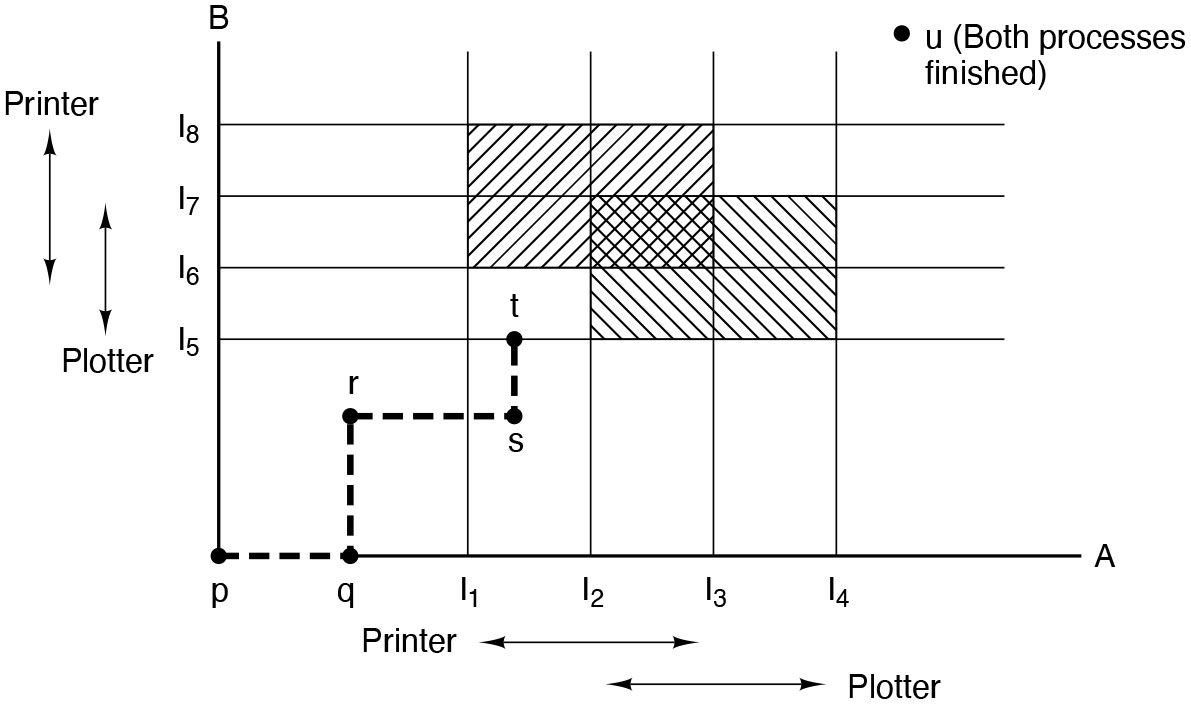 B
u (Both processes
finished)
Printer
I₈
I₇
I₆
I₅
Plotter
t
r
s
A
p q I₁ I₂ I₃ I₄
Printer
Plotter